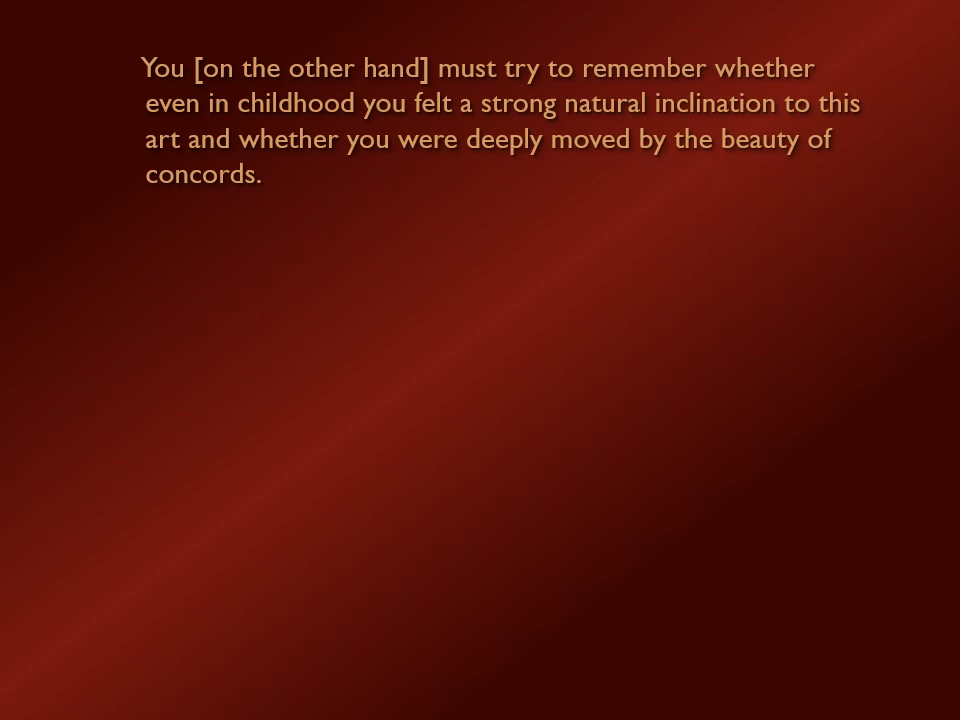 You [on the other hand] must try to remember whether
even in childhood you felt a strong natural inclination to this
art and whether you were deeply moved by the beauty of
concords.